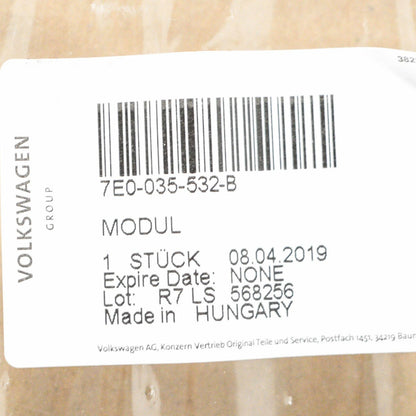 382
VOLKSWAGEN
GROUP
7E0-035-532-B
MODUL
1 STÜCK 08.04.2019
Expire Date: NONE
Lot: R7 LS 568256
Made in HUNGARY
Volkswagen AG, Konzern Vertrieb Original Teile und Service, Postfach 1451, 34219 Baun